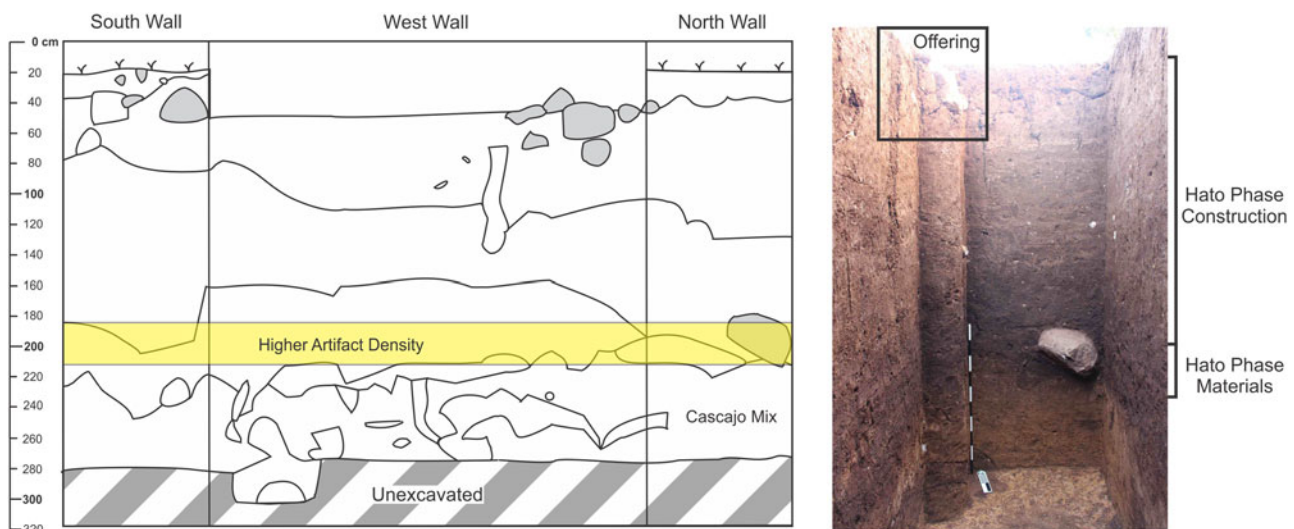 South Wall
West Wall
North Wall
0 cm
20
40
60
80
100
120
140
160
180
200
220
240
260
280
300
320
Higher Artifact Density
Cascajo Mix
Unexcavated
Offering
Hato Phase
Construction
Hato Phase
Materials